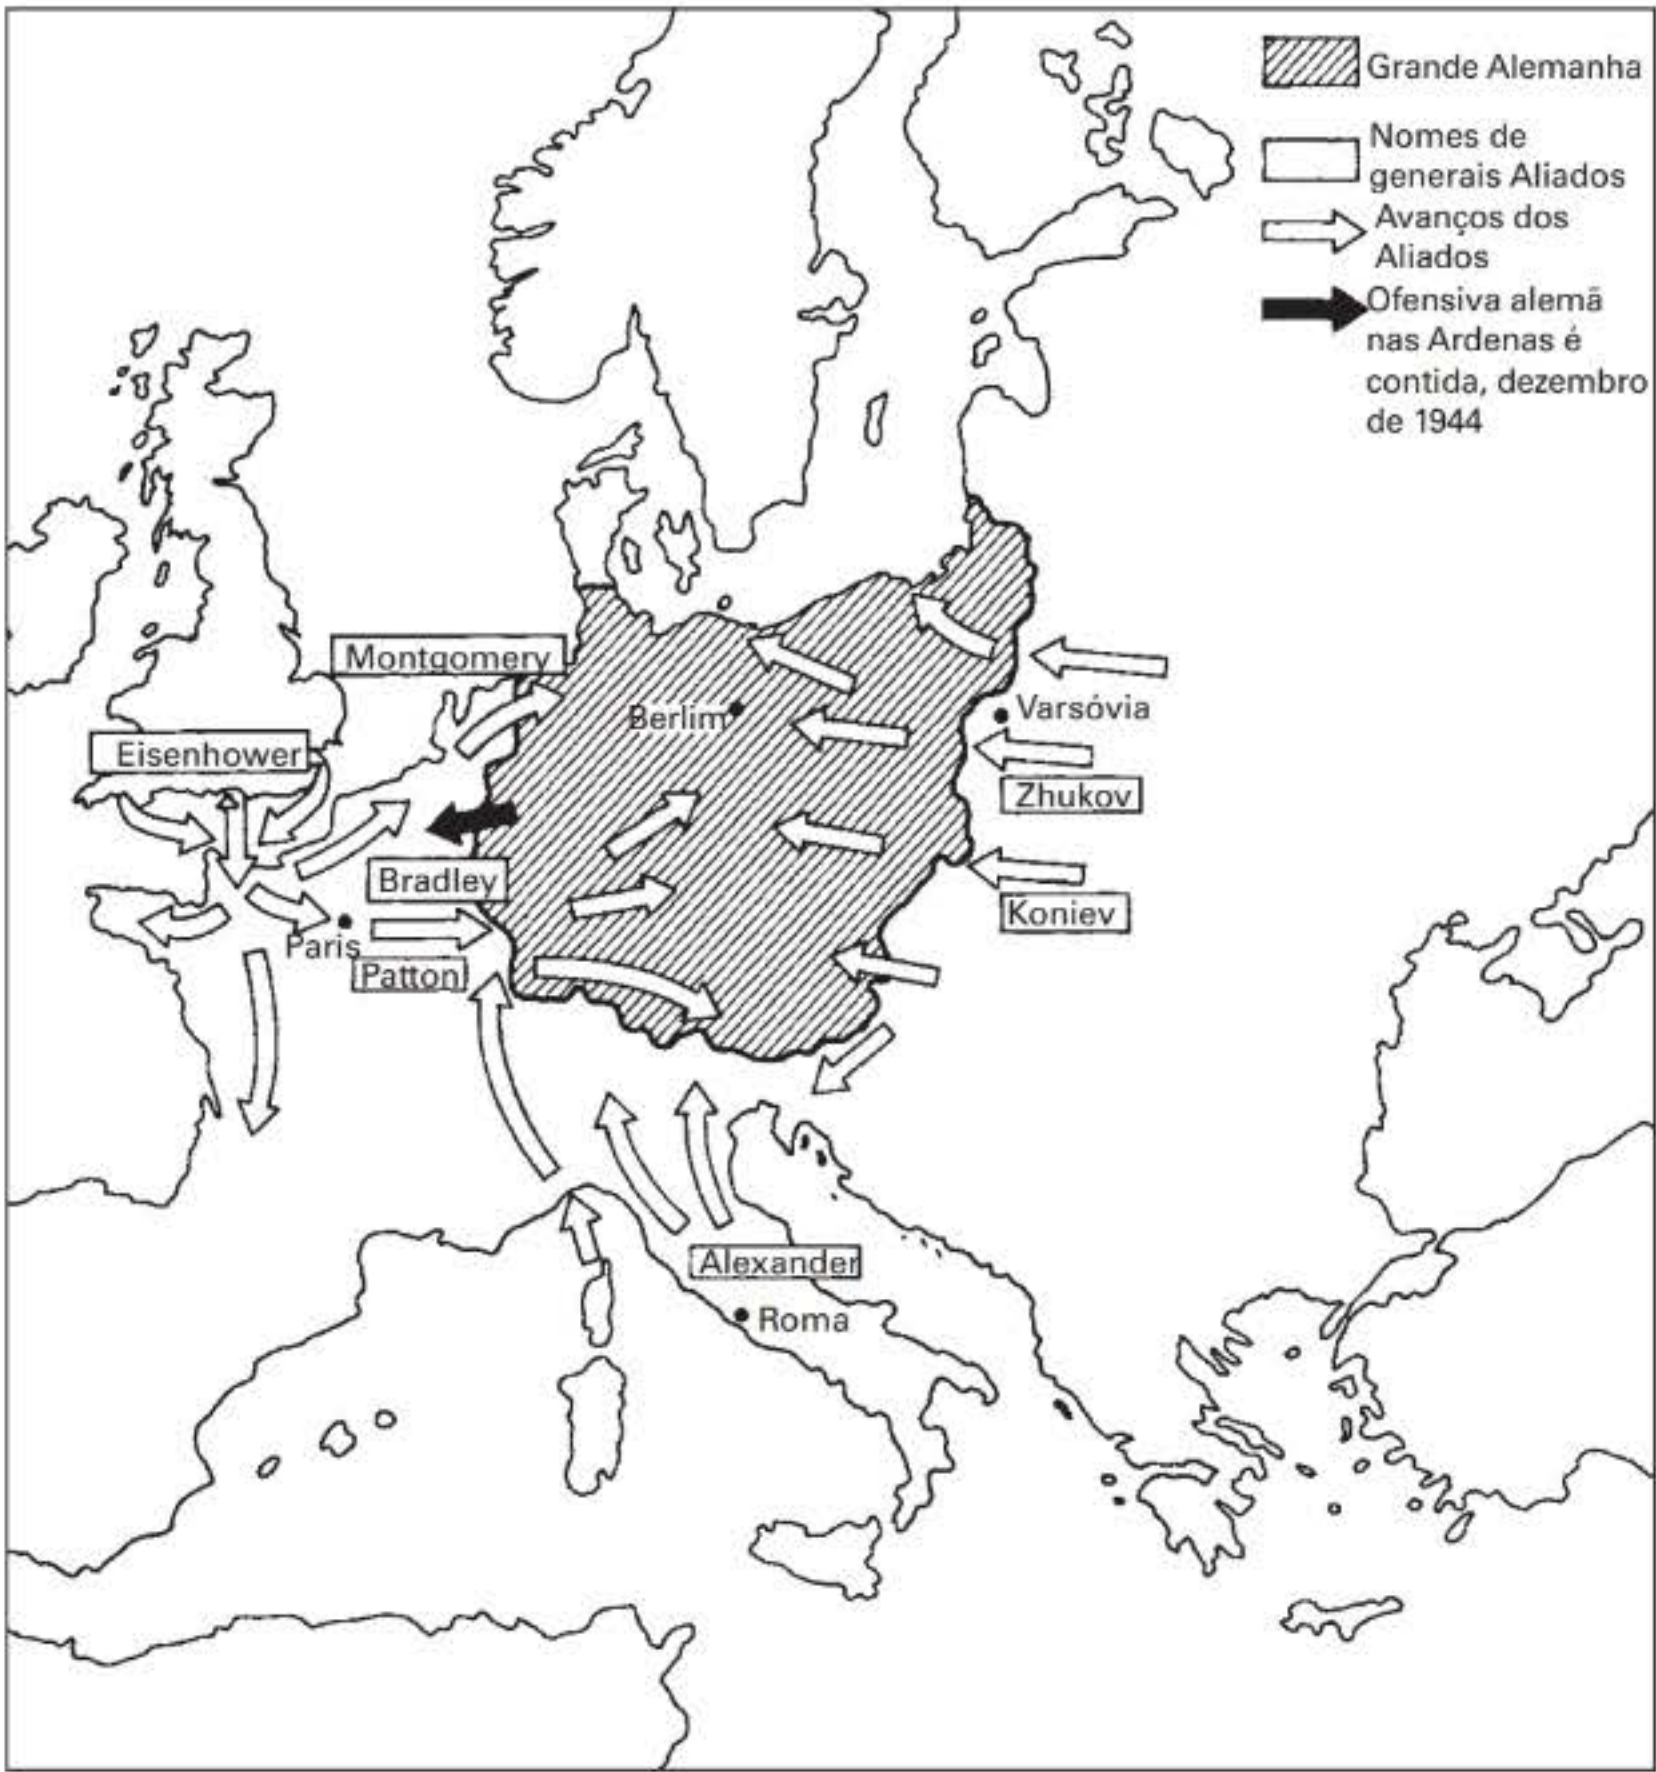 Grande Alemanha
Nomes de
generais Aliados
Avanços dos
Aliados
Ofensiva alemã
nas Ardenas é
contida, dezembro
de 1944
Montgomery
Berlim
Varsóvia
Eisenhower
Zhukov
Bradley
Koniev
Paris
Patton
Alexander
Roma